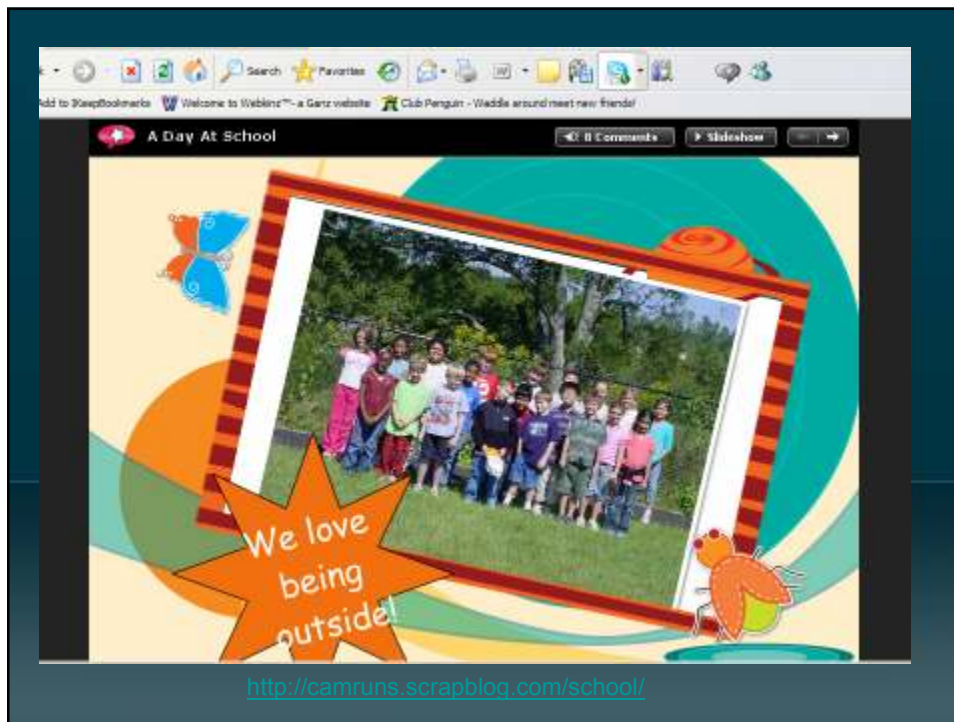 Search Favorites
Add to iKeepBookmarks Welcome to Webkinz™ - a Ganz website Club Penguin - Waddle around meet new friends!
A Day At School 0 Comments Slideshow
We love
being
outside!
http://camruns.scrapblog.com/school/